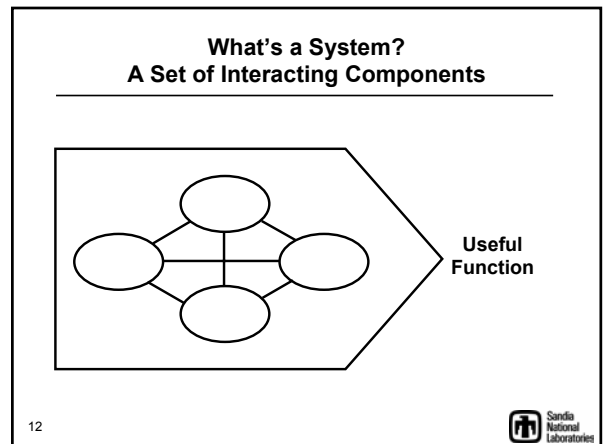 What’s a System?
A Set of Interacting Components
Useful
Function
12
Sandia
National
Laboratories